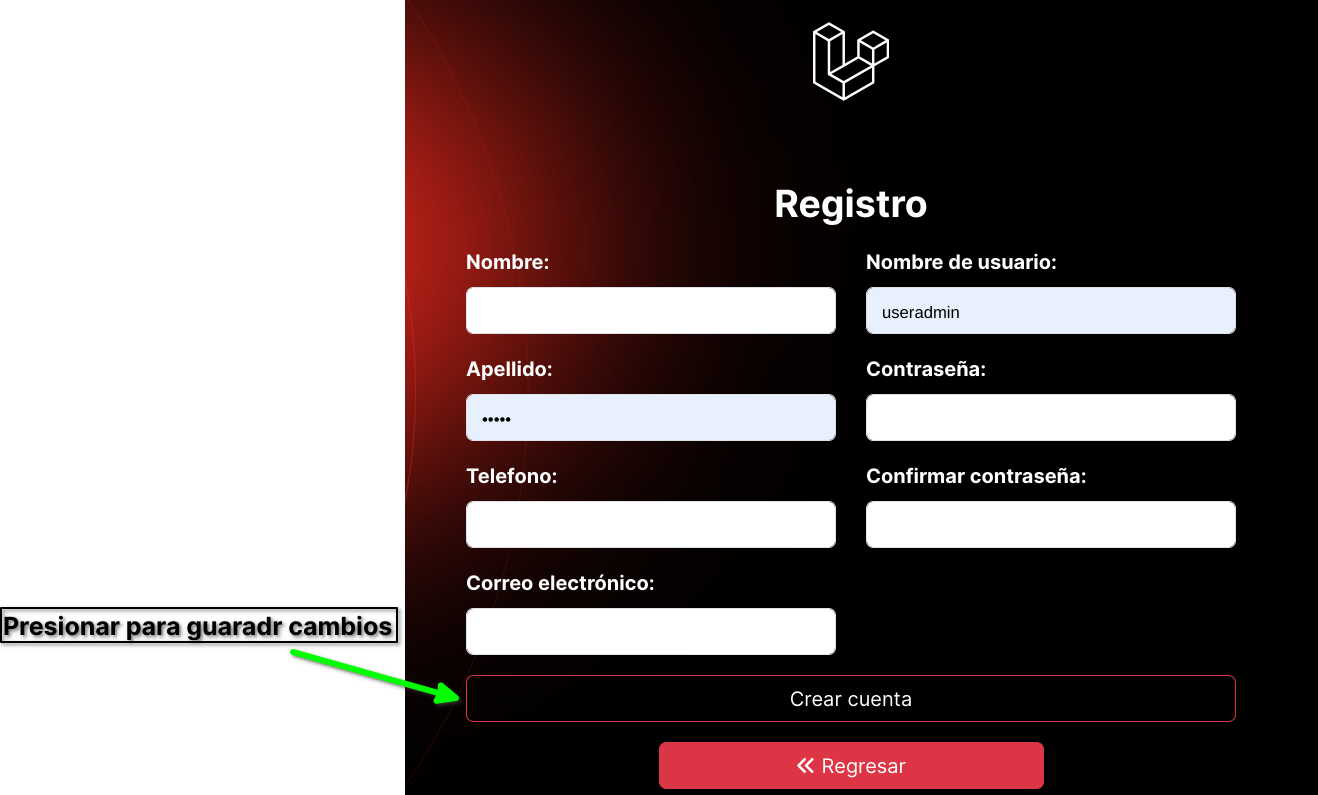 Registro
Nombre:
Nombre de usuario:
useradmin
Apellido:
Contraseña:
•••••
Telefono:
Confirmar contraseña:
Correo electrónico:
Presionar para guaradr cambios
Crear cuenta
Regresar